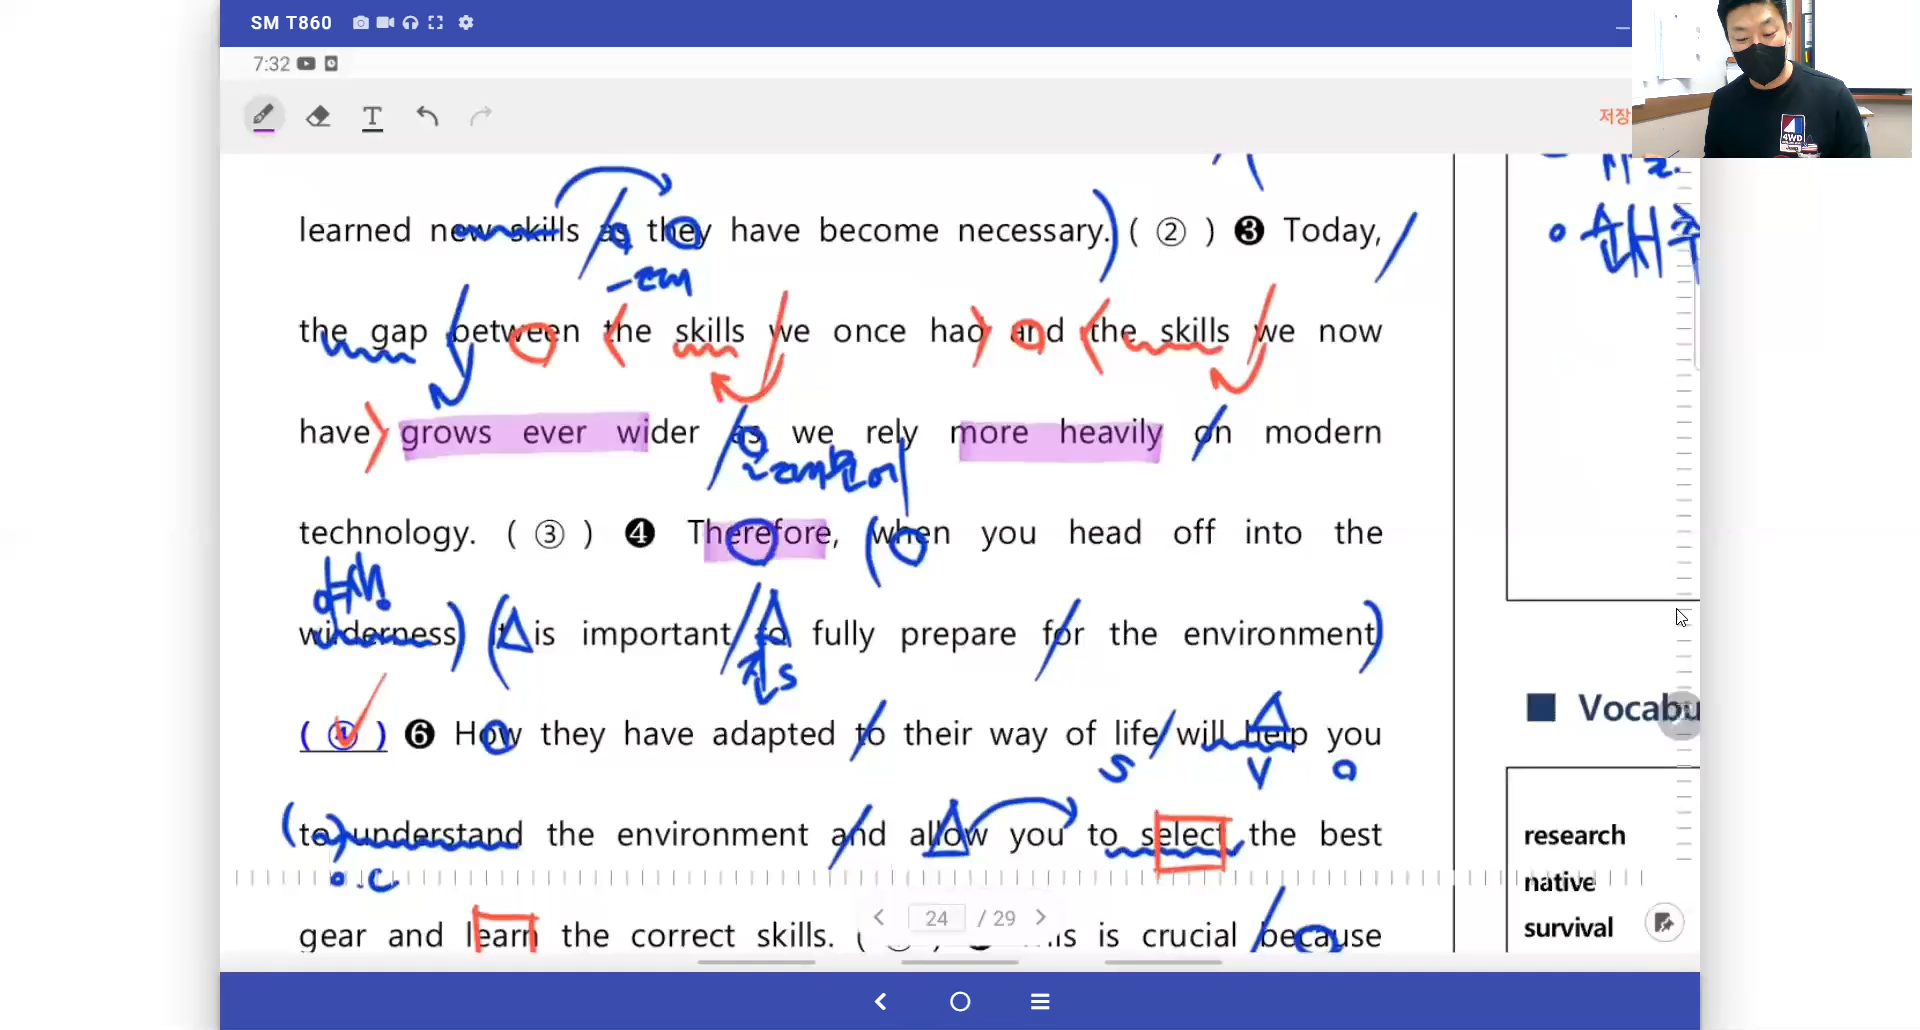 SM T860
7:32
저장
learned new skills as they have become necessary. ( ② ) ❸ Today,
the gap between the skills we once had and the skills we now
have grows ever wider as we rely more heavily on modern
technology. ( ③ ) ❹ Therefore, when you head off into the
wilderness, it is important to fully prepare for the environment.
( ④ ) ❻ How they have adapted to their way of life will help you
S V O
to understand the environment and allow you to select the best
O.C
gear and learn the correct skills.
is crucial because
24 / 29
Vocabu
research
native
survival
4WD